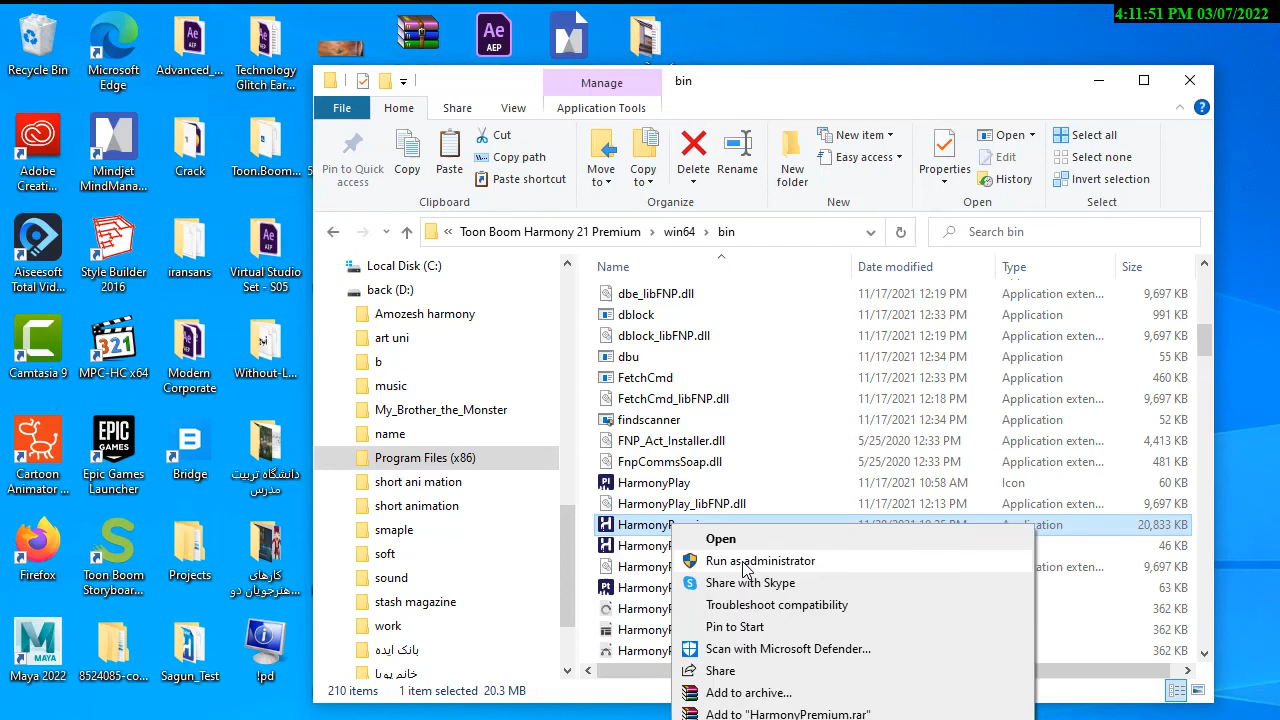 4:11:51 PM 03/07/2022
Recycle Bin
Microsoft
Edge
Advanced_...
Technology
Glitch Ear...
Adobe
Creati...
Mindjet
MindMana...
Crack
Toon.Boom...
Aiseesoft
Total Vid...
Style Builder
2016
iransans
Virtual Studio
Set - S05
Camtasia 9
MPC-HC x64
Modern
Corporate
Without-L...
Cartoon
Animator ...
Epic Games
Launcher
Bridge
دانشگاه تربیت
مدرس
Firefox
Toon Boom
Storyboar...
Projects
کارهای
هنرجویان دو
Maya 2022
8524085-co...
Sagun_Test
!pd
Manage
bin
File
Home
Share
View
Application Tools
Pin to Quick
access
Copy
Paste
Cut
Copy path
Paste shortcut
Clipboard
Move
to
Copy
to
Delete
Rename
Organize
New
folder
New item
Easy access
New
Properties
Open
Edit
History
Open
Select all
Select none
Invert selection
Select
« Toon Boom Harmony 21 Premium > win64 > bin
Search bin
Local Disk (C:)
back (D:)
Amozesh harmony
art uni
b
music
My_Brother_the_Monster
name
Program Files (x86)
short ani mation
short animation
smaple
soft
sound
stash magazine
work
بانک ایده
خانم پویا
Name Date modified Type Size
dbe_libFNP.dll 11/17/2021 12:19 PM Application exten... 9,697 KB
dblock 11/17/2021 12:33 PM Application 991 KB
dblock_libFNP.dll 11/17/2021 12:19 PM Application exten... 9,697 KB
dbu 11/17/2021 12:34 PM Application 55 KB
FetchCmd 11/17/2021 12:33 PM Application 460 KB
FetchCmd_libFNP.dll 11/17/2021 12:18 PM Application exten... 9,697 KB
findscanner 11/17/2021 12:34 PM Application 52 KB
FNP_Act_Installer.dll 5/25/2020 12:33 PM Application exten... 4,413 KB
FnpCommsSoap.dll 5/25/2020 12:33 PM Application exten... 481 KB
HarmonyPlay 11/17/2021 10:58 AM Icon 60 KB
HarmonyPlay_libFNP.dll 11/17/2021 12:13 PM Application exten... 9,697 KB
20,833 KB
46 KB
9,697 KB
63 KB
362 KB
362 KB
362 KB
Open
Run as administrator
Share with Skype
Troubleshoot compatibility
Pin to Start
Scan with Microsoft Defender...
Share
Add to archive...
Add to "HarmonyPremium.rar"
210 items 1 item selected 20.3 MB